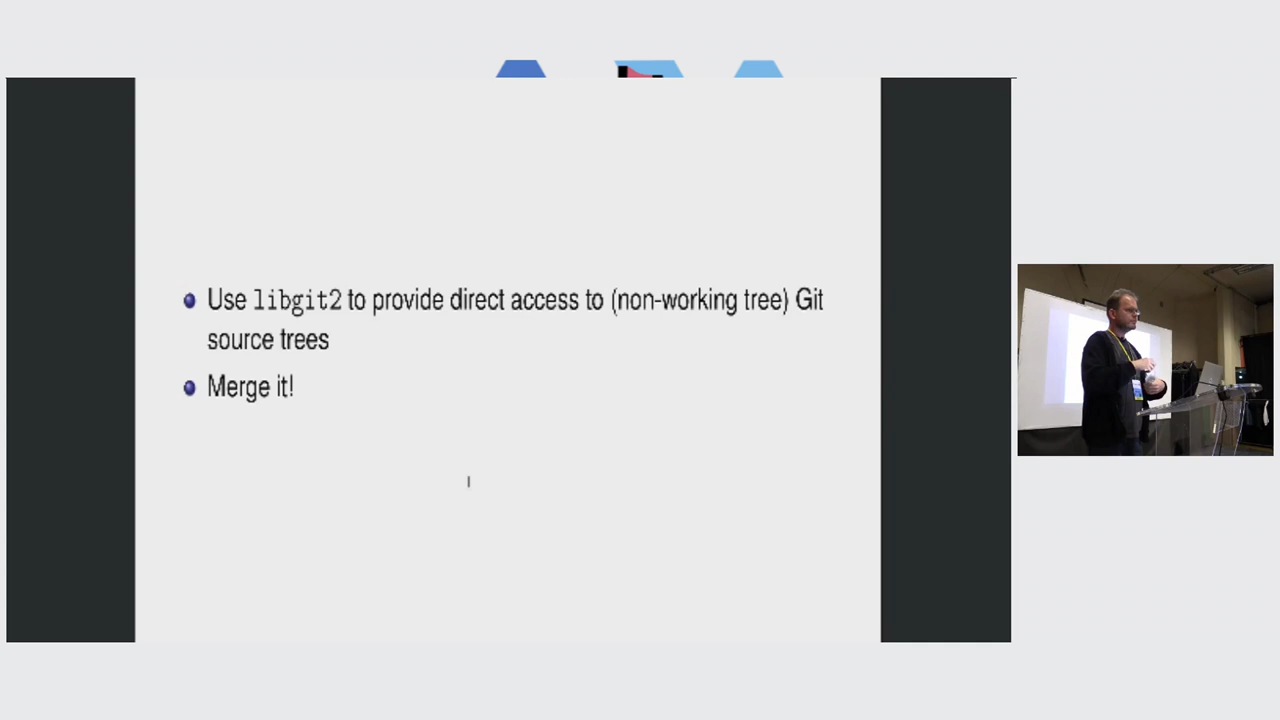 Use libgit2 to provide direct access to (non-working tree) Git
source trees
Merge it!